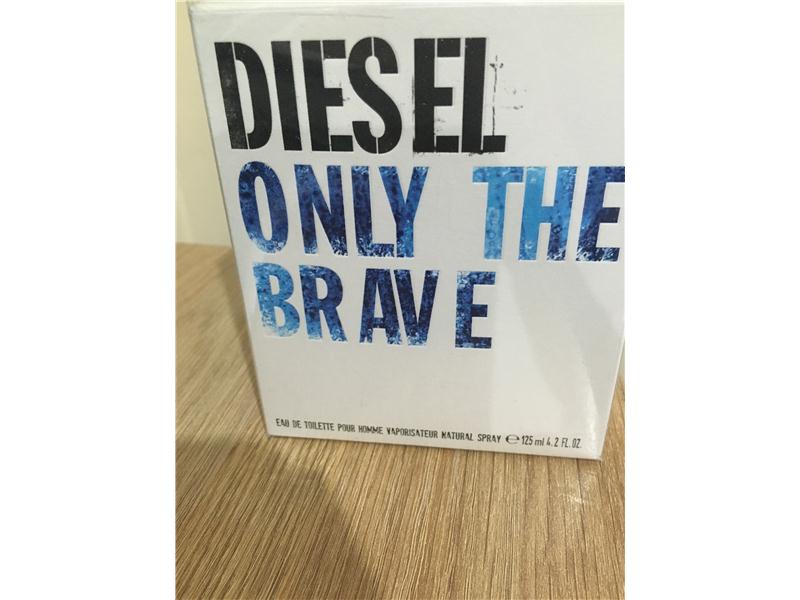 DIESEL
ONLY THE
BRAVE
EAU DE TOILETTE POUR HOMME VAPORISATEUR NATURAL SPRAY ℮ 125 ml 4.2 FL.OZ.